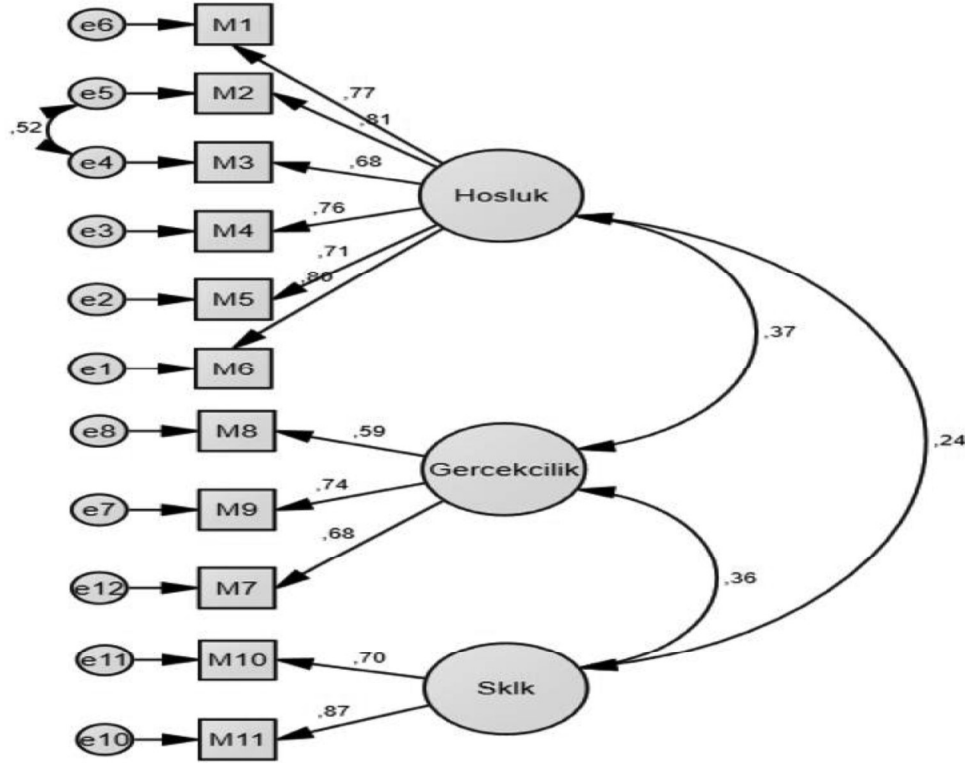 e6 M1
,77
e5 M2
,81
,52
e4 M3
,68
Hosluk
,76
e3 M4
,71
,80
e2 M5
,37
e1 M6
e8 M8
,59
,24
Gercekcilik
,74
e7 M9
,68
,36
e12 M7
e11 M10
,70
Sklk
,87
e10 M11